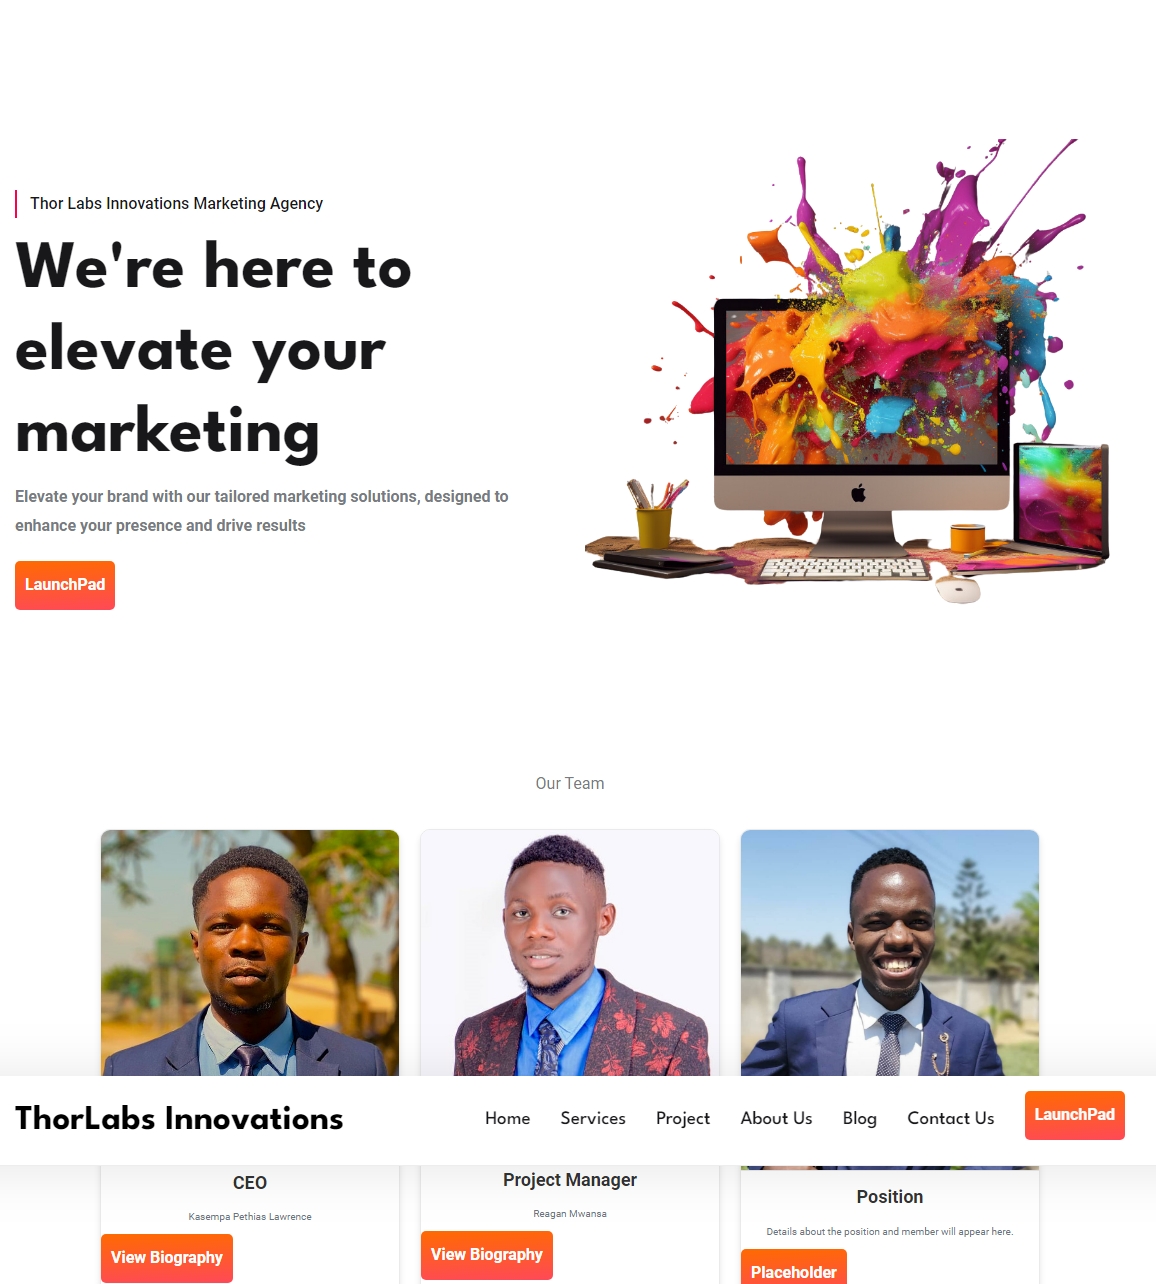 Thor Labs Innovations Marketing Agency
We're here to
elevate your
marketing
Elevate your brand with our tailored marketing solutions, designed to
enhance your presence and drive results
LaunchPad
Our Team
ThorLabs Innovations
Home Services Project About Us Blog Contact Us LaunchPad
CEO
Kasempa Pethias Lawrence
View Biography
Project Manager
Reagan Mwansa
View Biography
Position
Details about the position and member will appear here.
Placeholder